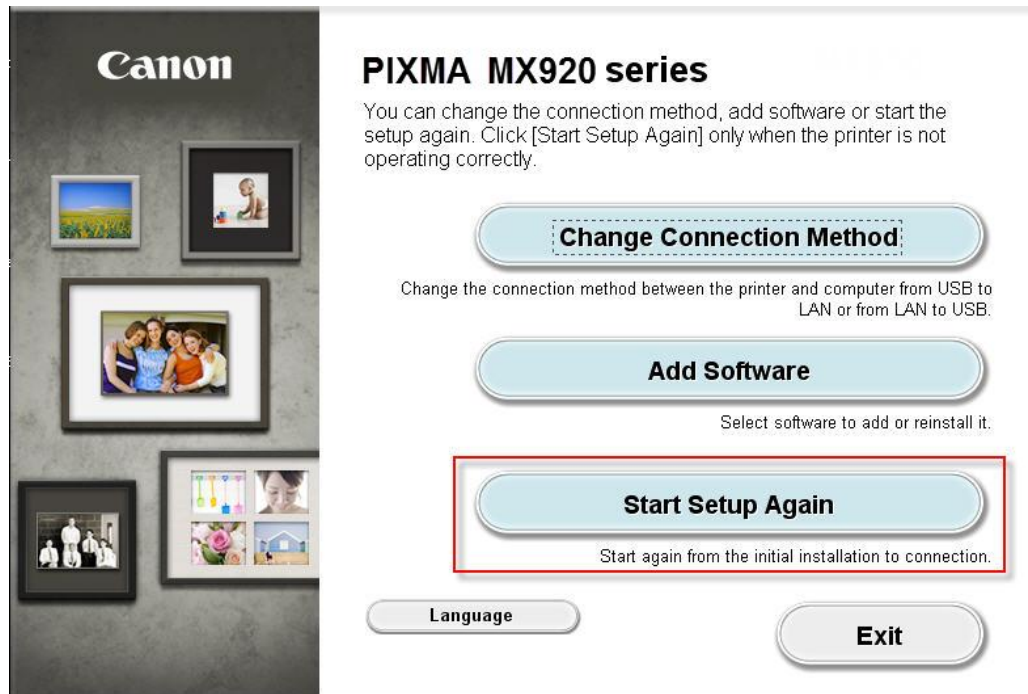 Canon
PIXMA MX920 series
You can change the connection method, add software or start the
setup again. Click [Start Setup Again] only when the printer is not
operating correctly.
Change Connection Method
Change the connection method between the printer and computer from USB to
LAN or from LAN to USB.
Add Software
Select software to add or reinstall it.
Start Setup Again
Start again from the initial installation to connection.
Language
Exit